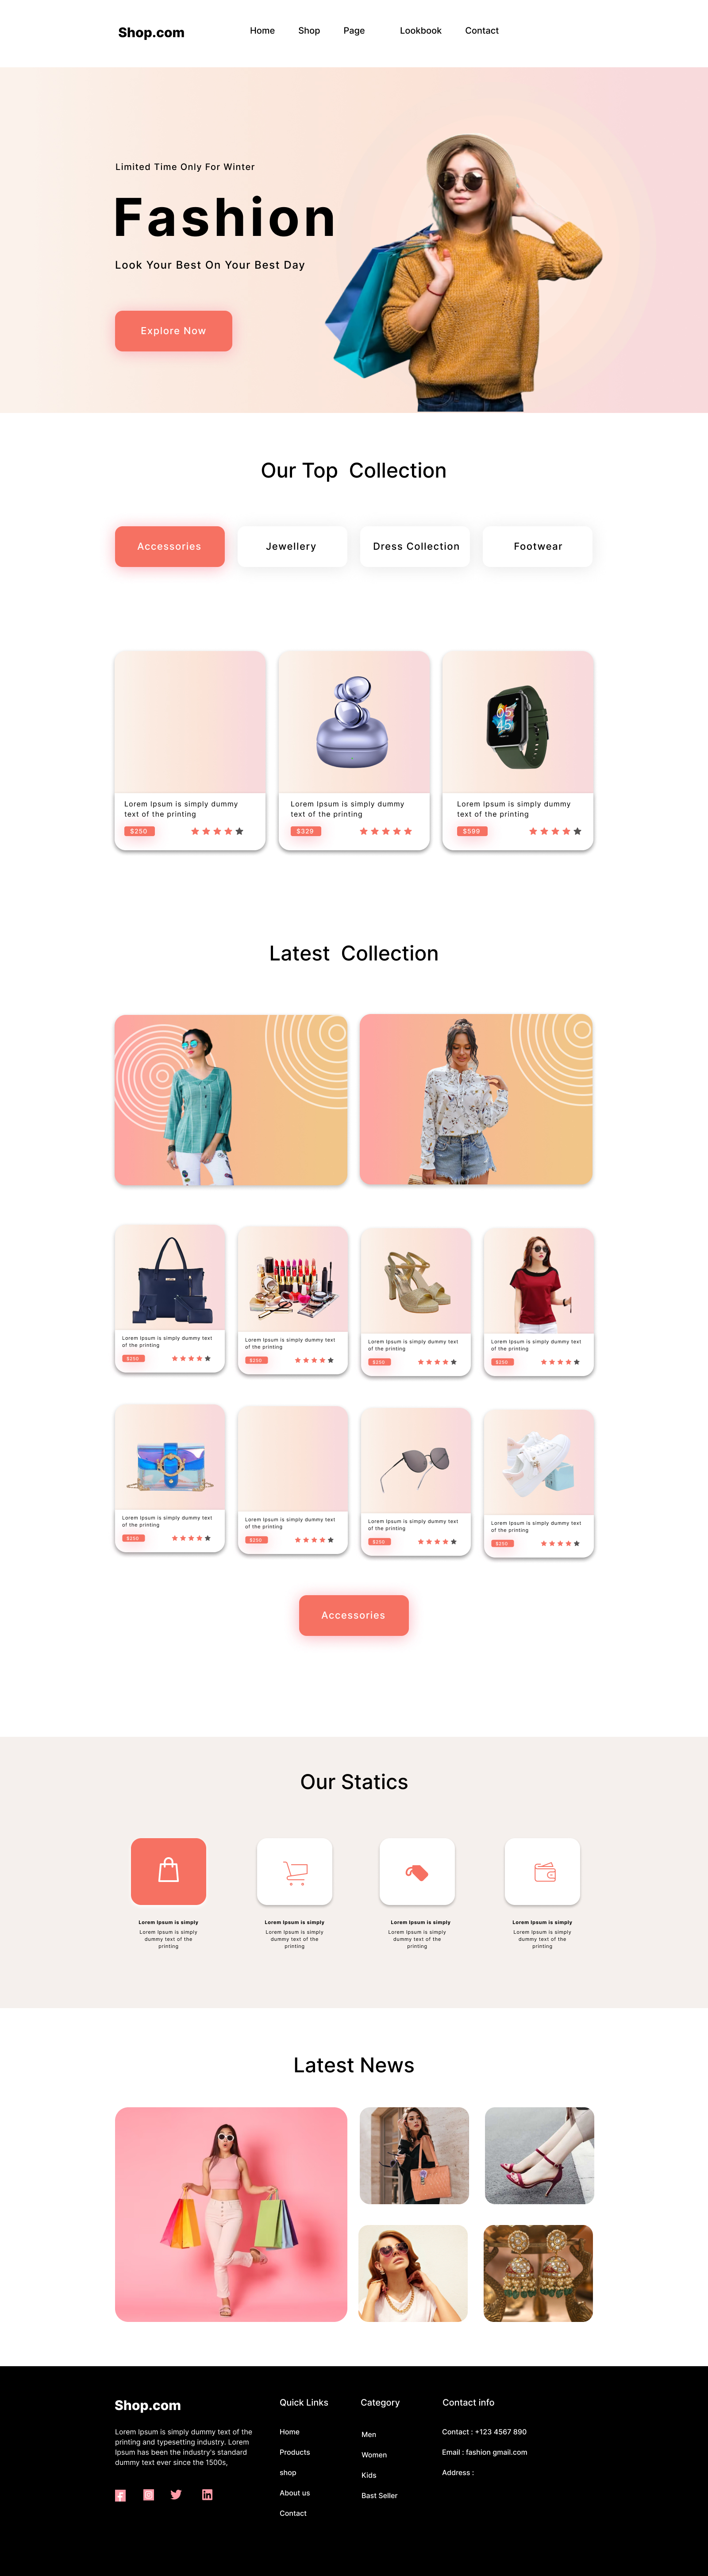 Shop.com
Home
Shop
Page
Lookbook
Contact
Limited Time Only For Winter
Fashion
Look Your Best On Your Best Day
Explore Now
Our Top Collection
Accessories
Jewellery
Dress Collection
Footwear
05
45
Lorem Ipsum is simply dummy
text of the printing
$250
Lorem Ipsum is simply dummy
text of the printing
$329
Lorem Ipsum is simply dummy
text of the printing
$599
Latest Collection
Lorem Ipsum is simply dummy text
of the printing
$250
Lorem Ipsum is simply dummy text
of the printing
$250
Lorem Ipsum is simply dummy text
of the printing
$250
Lorem Ipsum is simply dummy text
of the printing
$250
Lorem Ipsum is simply dummy text
of the printing
$250
Lorem Ipsum is simply dummy text
of the printing
$250
Lorem Ipsum is simply dummy text
of the printing
$250
Lorem Ipsum is simply dummy text
of the printing
$250
Accessories
Our Statics
Lorem Ipsum is simply
Lorem Ipsum is simply
dummy text of the
printing
Lorem Ipsum is simply
Lorem Ipsum is simply
dummy text of the
printing
Lorem Ipsum is simply
Lorem Ipsum is simply
dummy text of the
printing
Lorem Ipsum is simply
Lorem Ipsum is simply
dummy text of the
printing
Latest News
Shop.com
Lorem Ipsum is simply dummy text of the
printing and typesetting industry. Lorem
Ipsum has been the industry's standard
dummy text ever since the 1500s,
Quick Links
Home
Products
shop
About us
Contact
Category
Men
Women
Kids
Bast Seller
Contact info
Contact : +123 4567 890
Email : fashion gmail.com
Address :